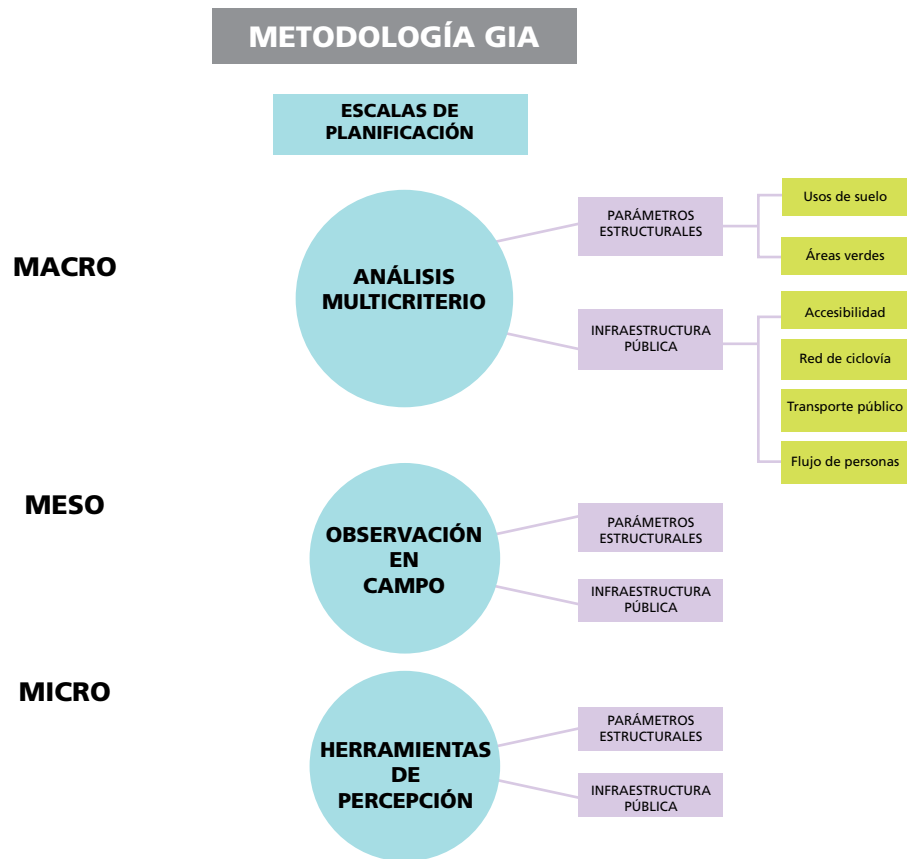 METODOLOGÍA GIA
ESCALAS DE
PLANIFICACIÓN
MACRO
ANÁLISIS
MULTICRITERIO
PARÁMETROS
ESTRUCTURALES
Usos de suelo
Áreas verdes
INFRAESTRUCTURA
PÚBLICA
Accesibilidad
Red de ciclovía
Transporte público
Flujo de personas
MESO
OBSERVACIÓN
EN
CAMPO
PARÁMETROS
ESTRUCTURALES
INFRAESTRUCTURA
PÚBLICA
MICRO
HERRAMIENTAS
DE
PERCEPCIÓN
PARÁMETROS
ESTRUCTURALES
INFRAESTRUCTURA
PÚBLICA